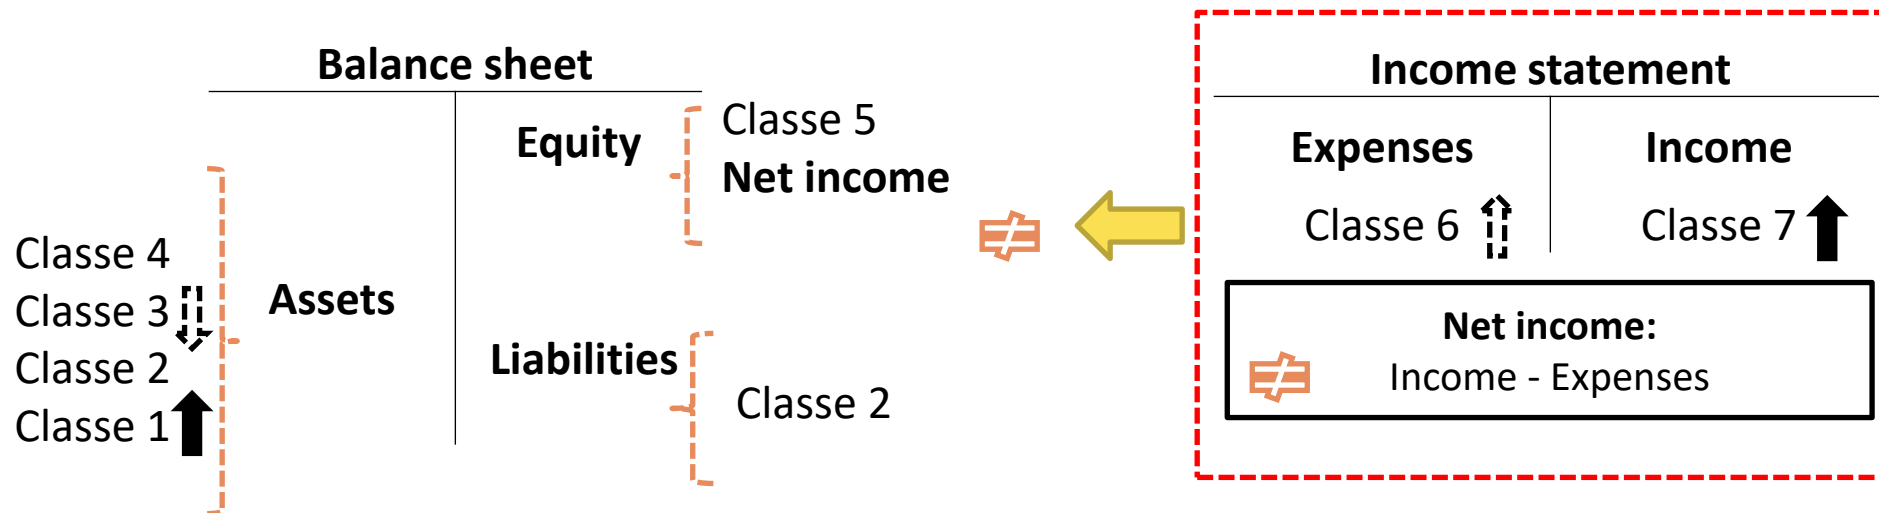 Balance sheet
Equity
Classe 5
Net income
Classe 4
Classe 3
Classe 2
Classe 1
Assets
Liabilities
Classe 2
Income statement
Expenses
Income
Classe 6
Classe 7
Net income:
Income - Expenses